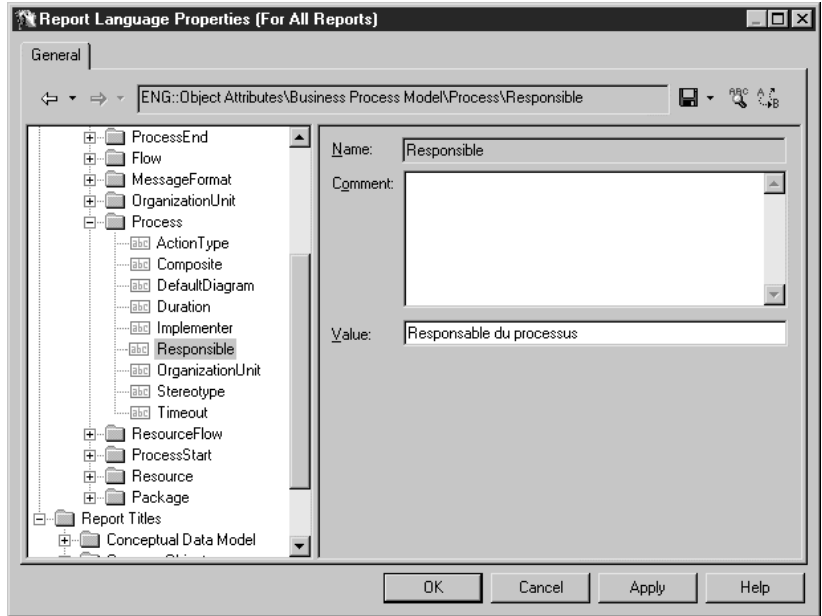 Report Language Properties (For All Reports)
General
ENG::Object Attributes\Business Process Model\Process\Responsible
ProcessEnd
Flow
MessageFormat
OrganizationUnit
Process
ActionType
Composite
DefaultDiagram
Duration
Implementer
Responsible
OrganizationUnit
Stereotype
Timeout
ResourceFlow
ProcessStart
Resource
Package
Report Titles
Conceptual Data Model
Name: Responsible
Comment:
Value: Responsable du processus
OK Cancel Apply Help